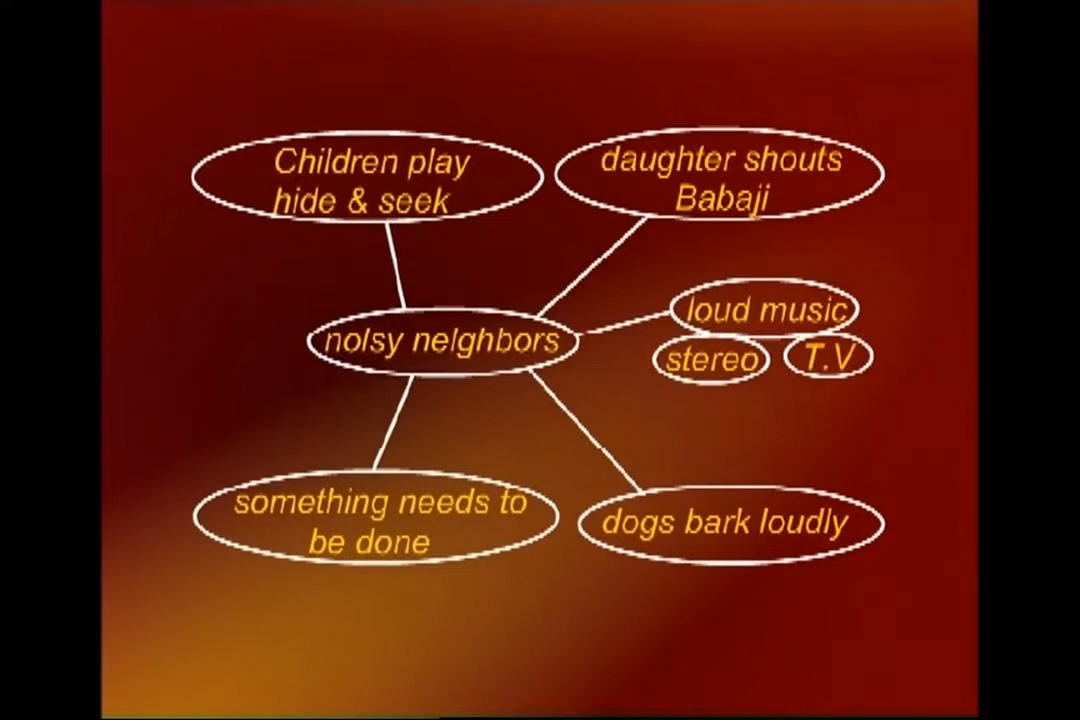 Children play
hide & seek
daughter shouts
Babaji
noIsy neIghbors
loud music
stereo
T.V
something needs to
be done
dogs bark loudly